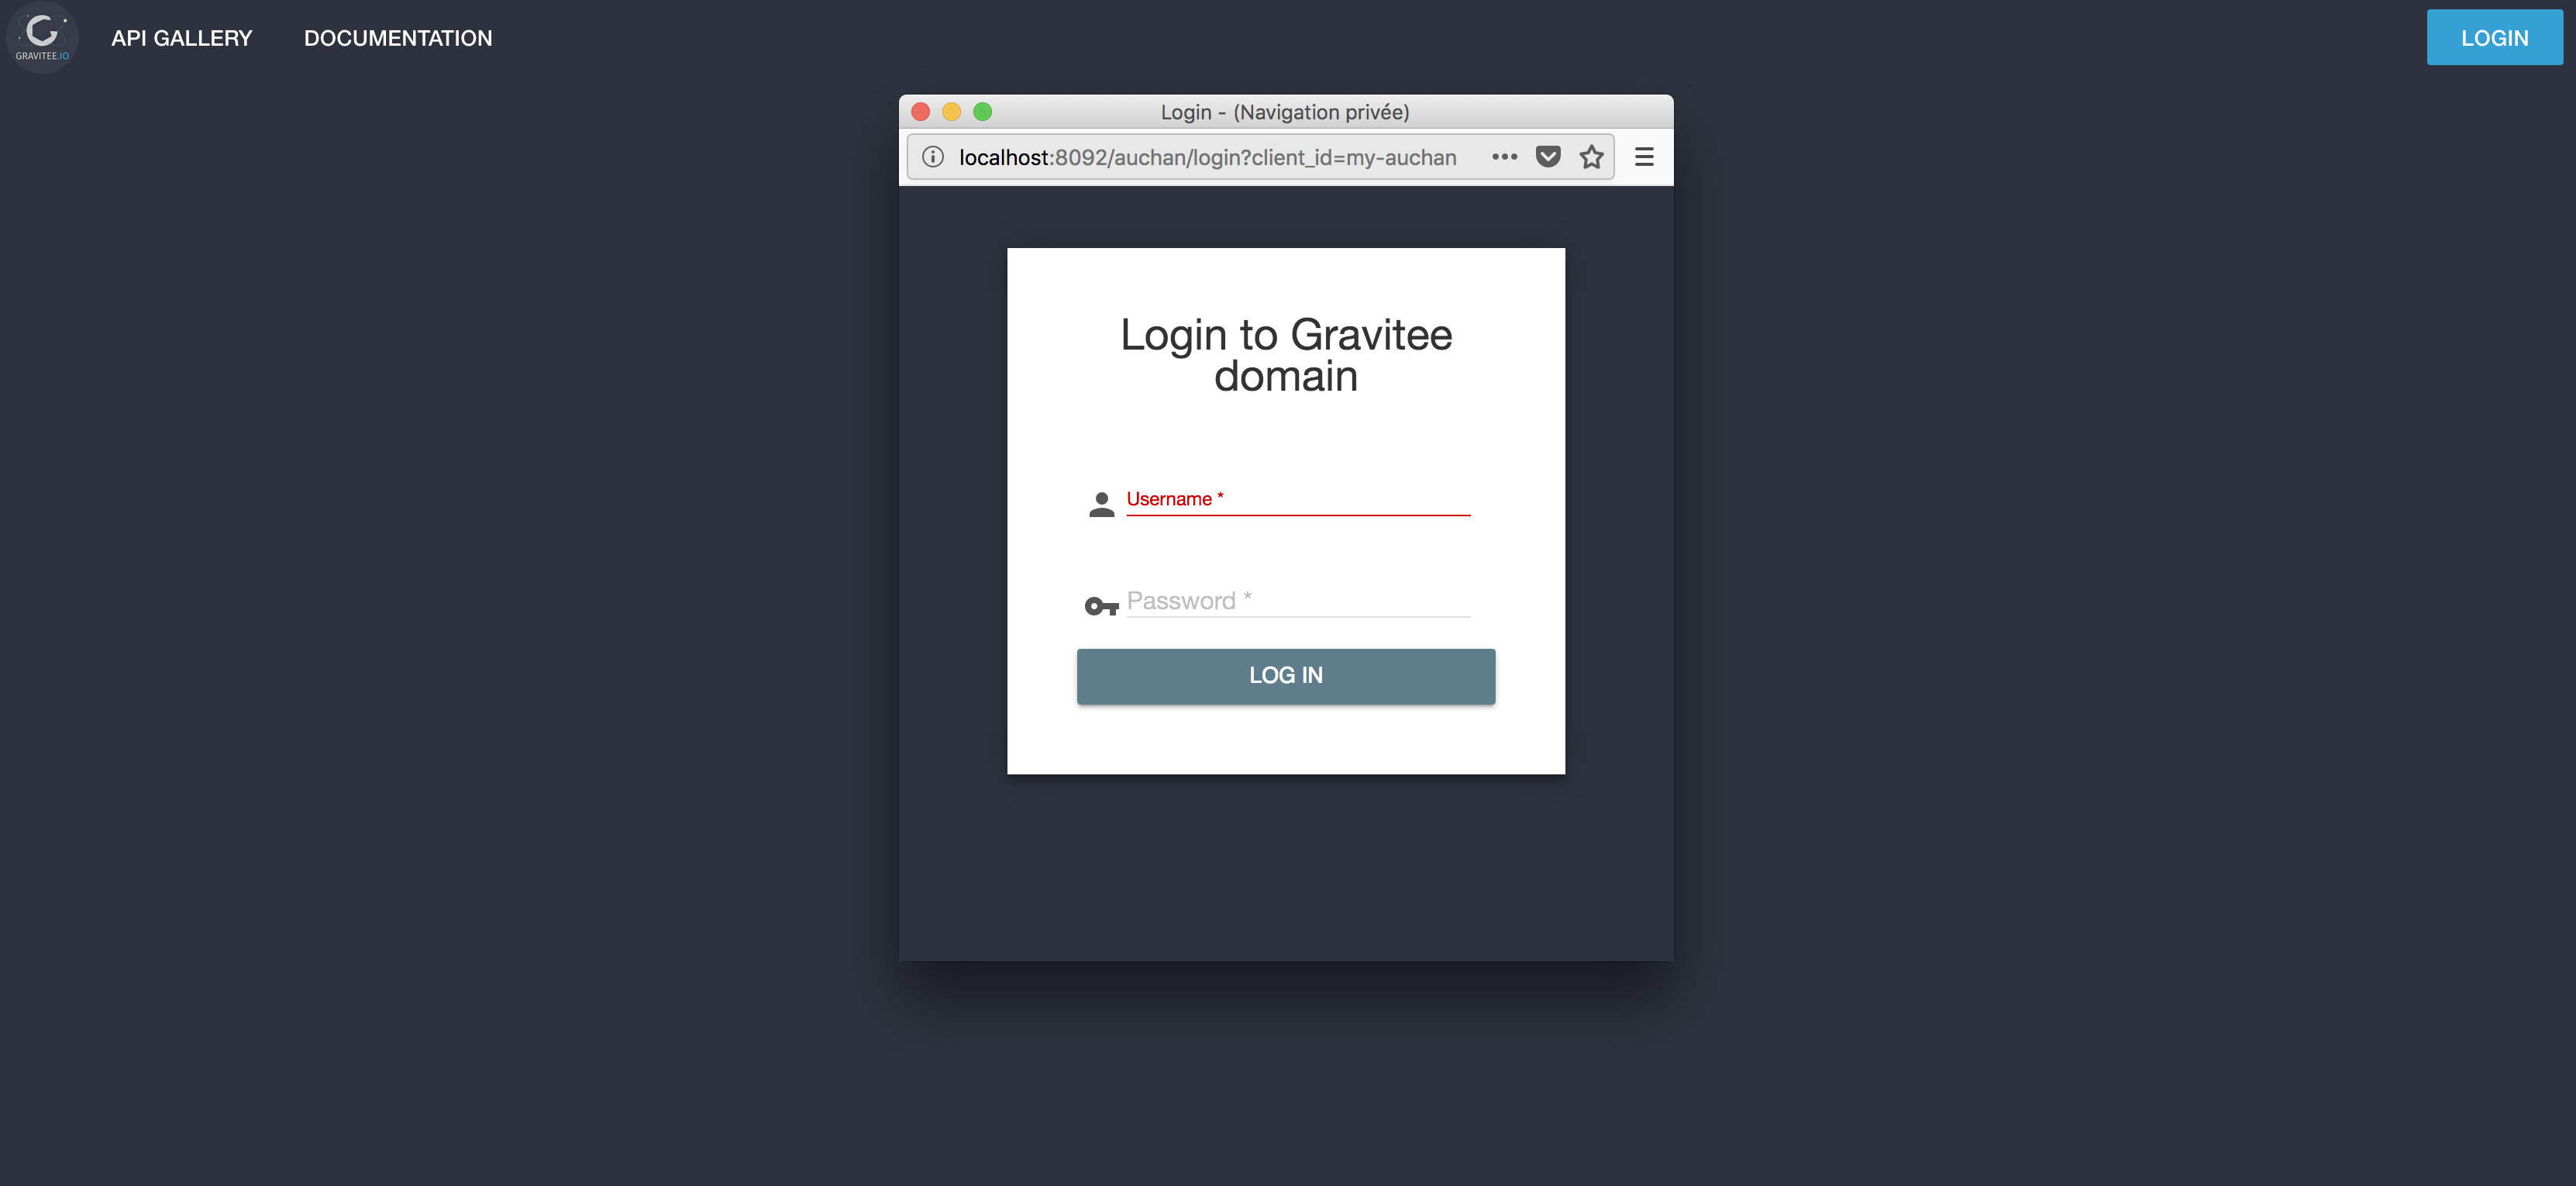 GRAVITEE.IO
API GALLERY
DOCUMENTATION
LOGIN
Login - (Navigation privée)
localhost:8092/auchan/login?client_id=my-auchan
Login to Gravitee
domain
Username *
Password *
LOG IN